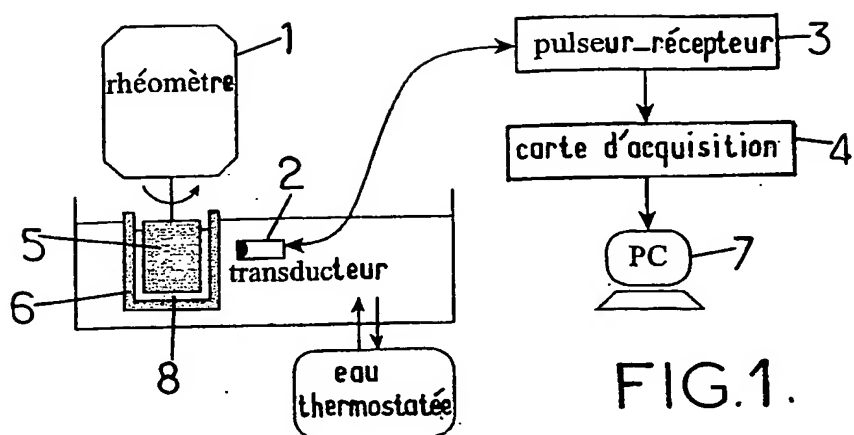 1
rhéomètre
pulseur_récepteur
3
carte d'acquisition
4
2
5
transducteur
6
PC
7
8
eau
thermostatée
FIG.1.